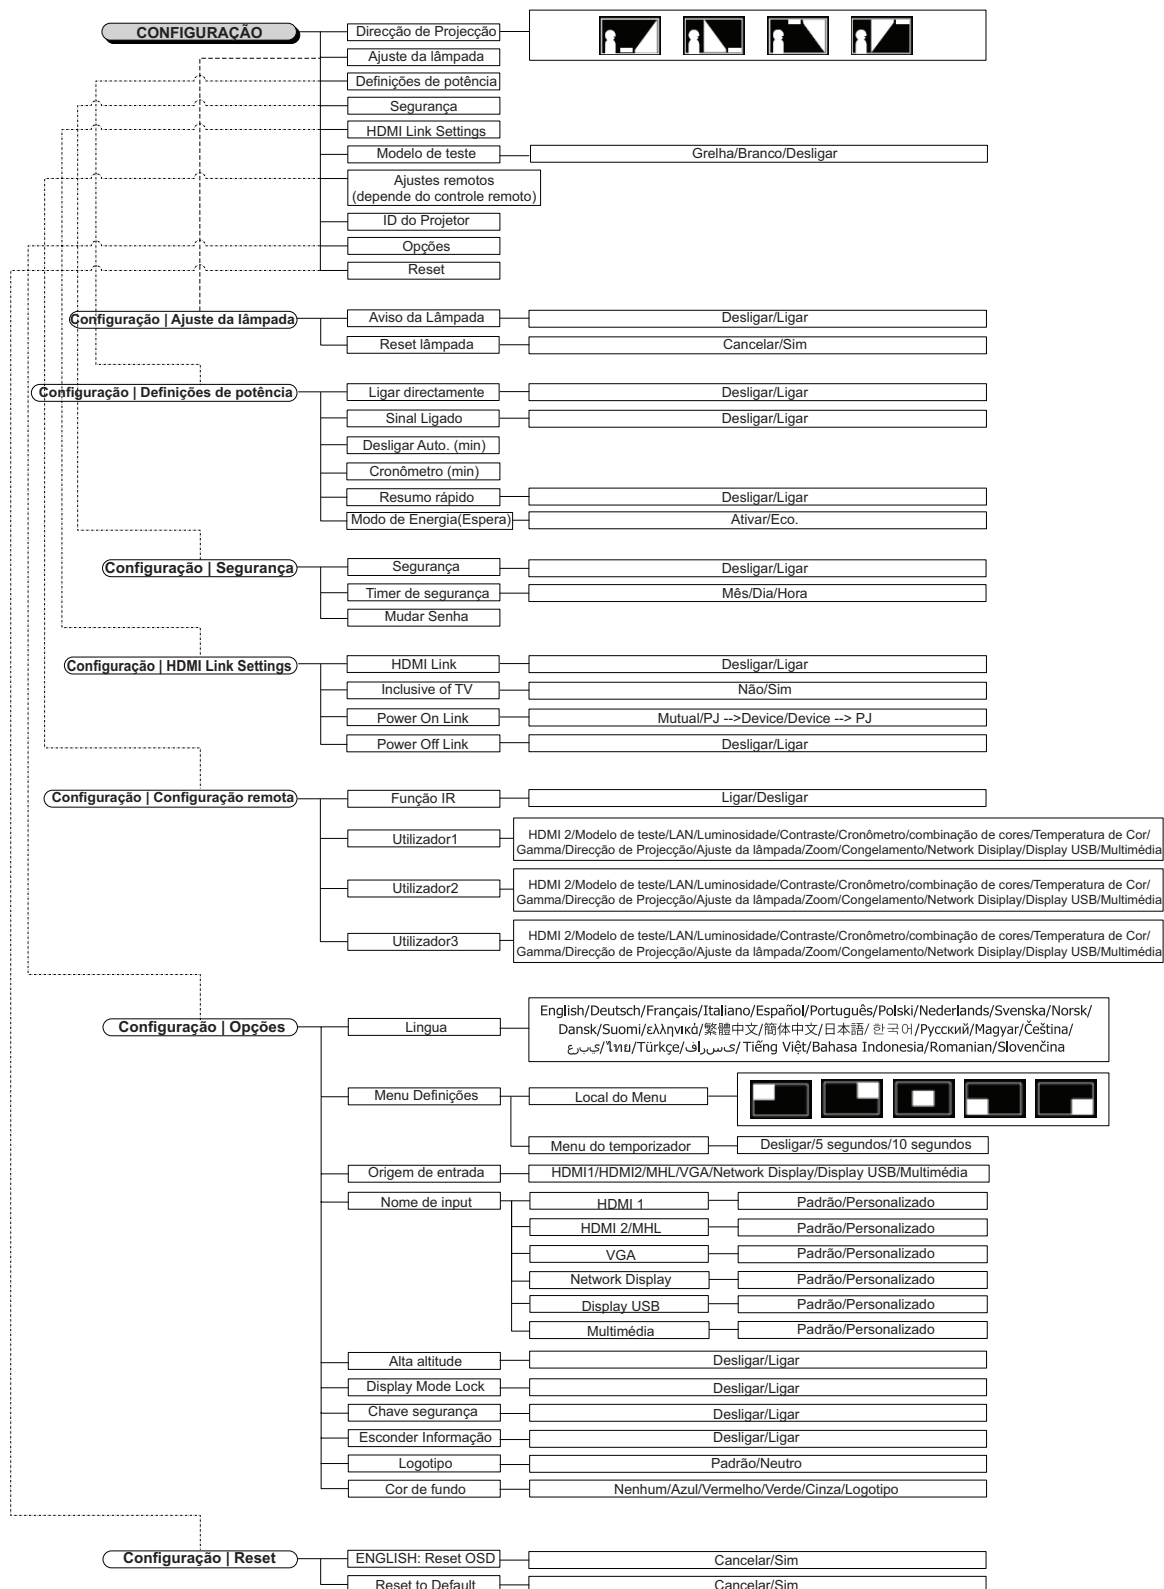 CONFIGURAÇÃO
Direcção de Projecção
Ajuste da lâmpada
Definições de potência
Segurança
HDMI Link Settings
Modelo de teste
Grelha/Branco/Desligar
Ajustes remotos
(depende do controle remoto)
ID do Projetor
Opções
Reset
Configuração | Ajuste da lâmpada
Aviso da Lâmpada
Desligar/Ligar
Reset lâmpada
Cancelar/Sim
Configuração | Definições de potência
Ligar directamente
Desligar/Ligar
Sinal Ligado
Desligar/Ligar
Desligar Auto. (min)
Cronômetro (min)
Resumo rápido
Desligar/Ligar
Modo de Energia(Espera)
Ativar/Eco.
Configuração | Segurança
Segurança
Desligar/Ligar
Timer de segurança
Mês/Dia/Hora
Mudar Senha
Configuração | HDMI Link Settings
HDMI Link
Desligar/Ligar
Inclusive of TV
Não/Sim
Power On Link
Mutual/PJ -->Device/Device --> PJ
Power Off Link
Desligar/Ligar
Configuração | Configuração remota
Função IR
Ligar/Desligar
Utilizador1
HDMI 2/Modelo de teste/LAN/Luminosidade/Contraste/Cronômetro/combinação de cores/Temperatura de Cor/
Gamma/Direcção de Projecção/Ajuste da lâmpada/Zoom/Congelamento/Network Disiplay/Display USB/Multimédia
Utilizador2
HDMI 2/Modelo de teste/LAN/Luminosidade/Contraste/Cronômetro/combinação de cores/Temperatura de Cor/
Gamma/Direcção de Projecção/Ajuste da lâmpada/Zoom/Congelamento/Network Disiplay/Display USB/Multimédia
Utilizador3
HDMI 2/Modelo de teste/LAN/Luminosidade/Contraste/Cronômetro/combinação de cores/Temperatura de Cor/
Gamma/Direcção de Projecção/Ajuste da lâmpada/Zoom/Congelamento/Network Disiplay/Display USB/Multimédia
Configuração | Opções
Lingua
English/Deutsch/Français/Italiano/Español/Português/Polski/Nederlands/Svenska/Norsk/
Dansk/Suomi/ελληνικά/繁體中文/簡体中文/日本語/한국어/Русский/Magyar/Čeština/
ﻱﺏﺭﻉ/ไทย/Türkçe/ﻯﺱﺭﺍﻑ/Tiếng Việt/Bahasa Indonesia/Romanian/Slovenčina
Menu Definições
Local do Menu
Menu do temporizador
Desligar/5 segundos/10 segundos
Origem de entrada
HDMI1/HDMI2/MHL/VGA/Network Display/Display USB/Multimédia
Nome de input
HDMI 1
Padrão/Personalizado
HDMI 2/MHL
Padrão/Personalizado
VGA
Padrão/Personalizado
Network Display
Padrão/Personalizado
Display USB
Padrão/Personalizado
Multimédia
Padrão/Personalizado
Alta altitude
Desligar/Ligar
Display Mode Lock
Desligar/Ligar
Chave segurança
Desligar/Ligar
Esconder Informação
Desligar/Ligar
Logotipo
Padrão/Neutro
Cor de fundo
Nenhum/Azul/Vermelho/Verde/Cinza/Logotipo
Configuração | Reset
ENGLISH: Reset OSD
Cancelar/Sim
Reset to Default
Cancelar/Sim